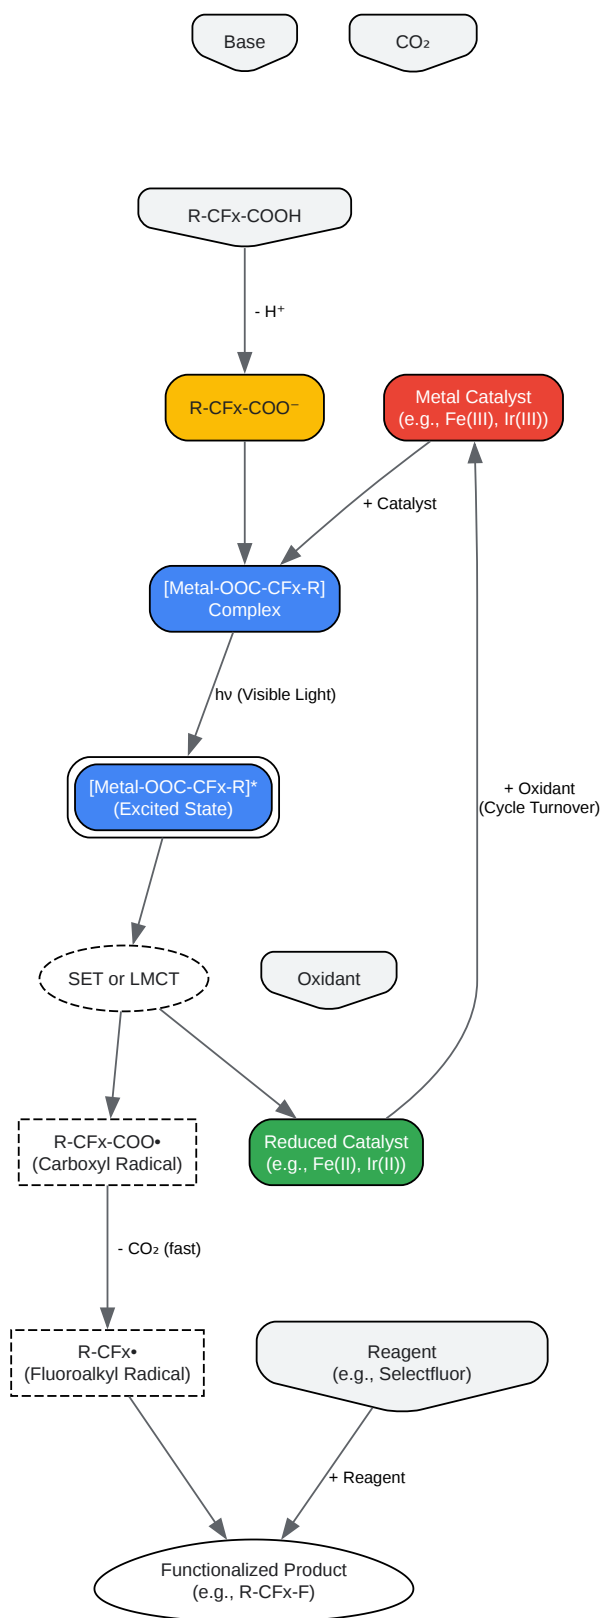 Base
CO₂
R-CFx-COOH
- H⁺
R-CFx-COO⁻
Metal Catalyst
(e.g., Fe(III), Ir(III))
+ Catalyst
[Metal-OOC-CFx-R]
Complex
hν (Visible Light)
[Metal-OOC-CFx-R]*
(Excited State)
+ Oxidant
(Cycle Turnover)
SET or LMCT
Oxidant
R-CFx-COO•
(Carboxyl Radical)
Reduced Catalyst
(e.g., Fe(II), Ir(II))
- CO₂ (fast)
R-CFx•
(Fluoroalkyl Radical)
Reagent
(e.g., Selectfluor)
+ Reagent
Functionalized Product
(e.g., R-CFx-F)